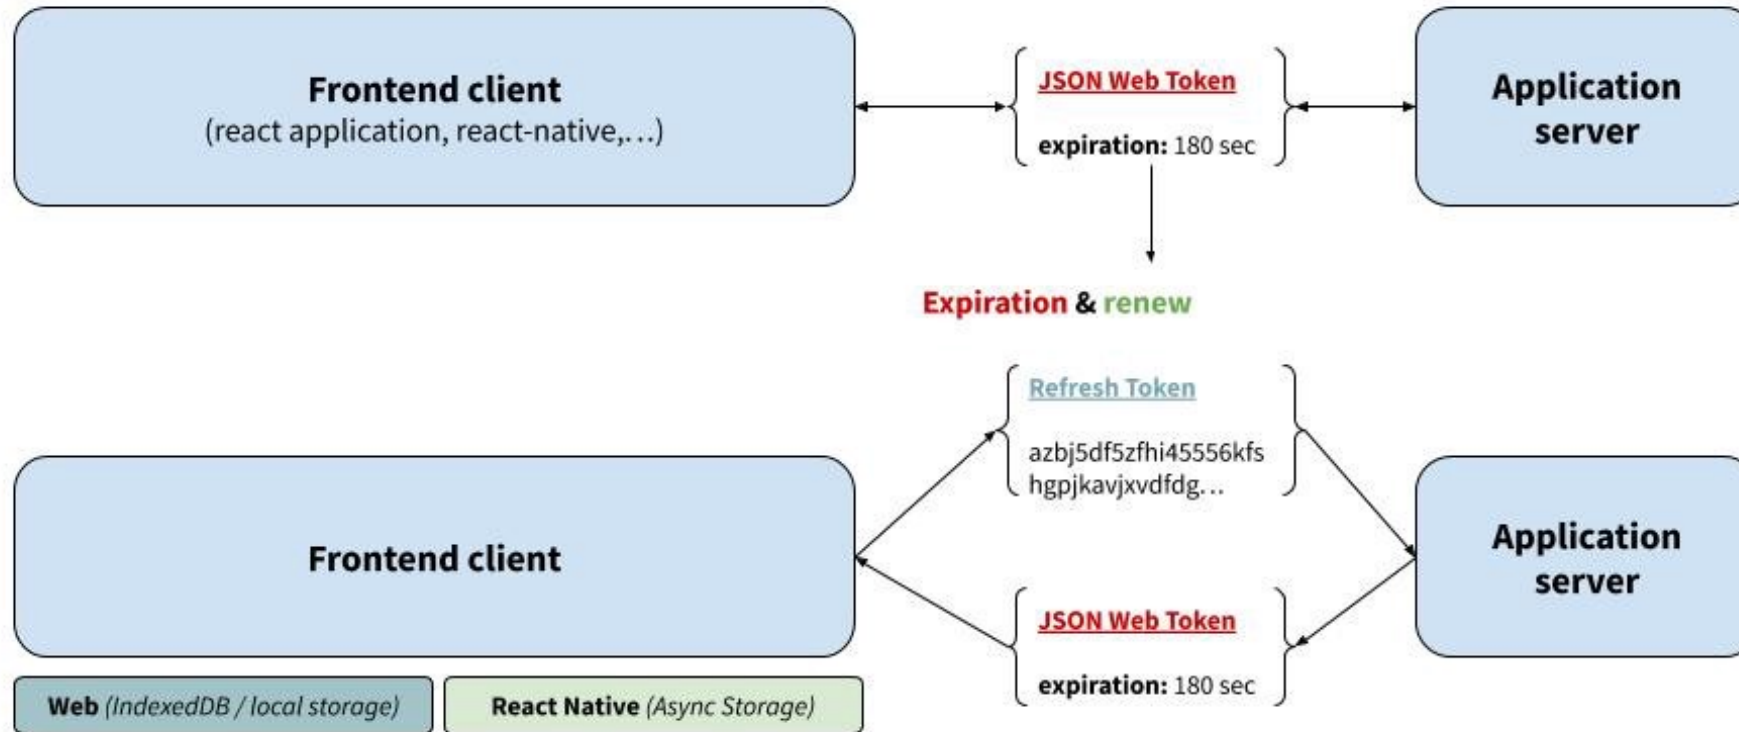 Frontend client
(react application, react-native,...)
JSON Web Token
expiration: 180 sec
Application
server
Expiration & renew
Refresh Token
azbj5df5zfhi45556kfs
hgpjkavjxvdfdg...
Frontend client
Application
server
JSON Web Token
expiration: 180 sec
Web (IndexedDB / local storage)
React Native (Async Storage)